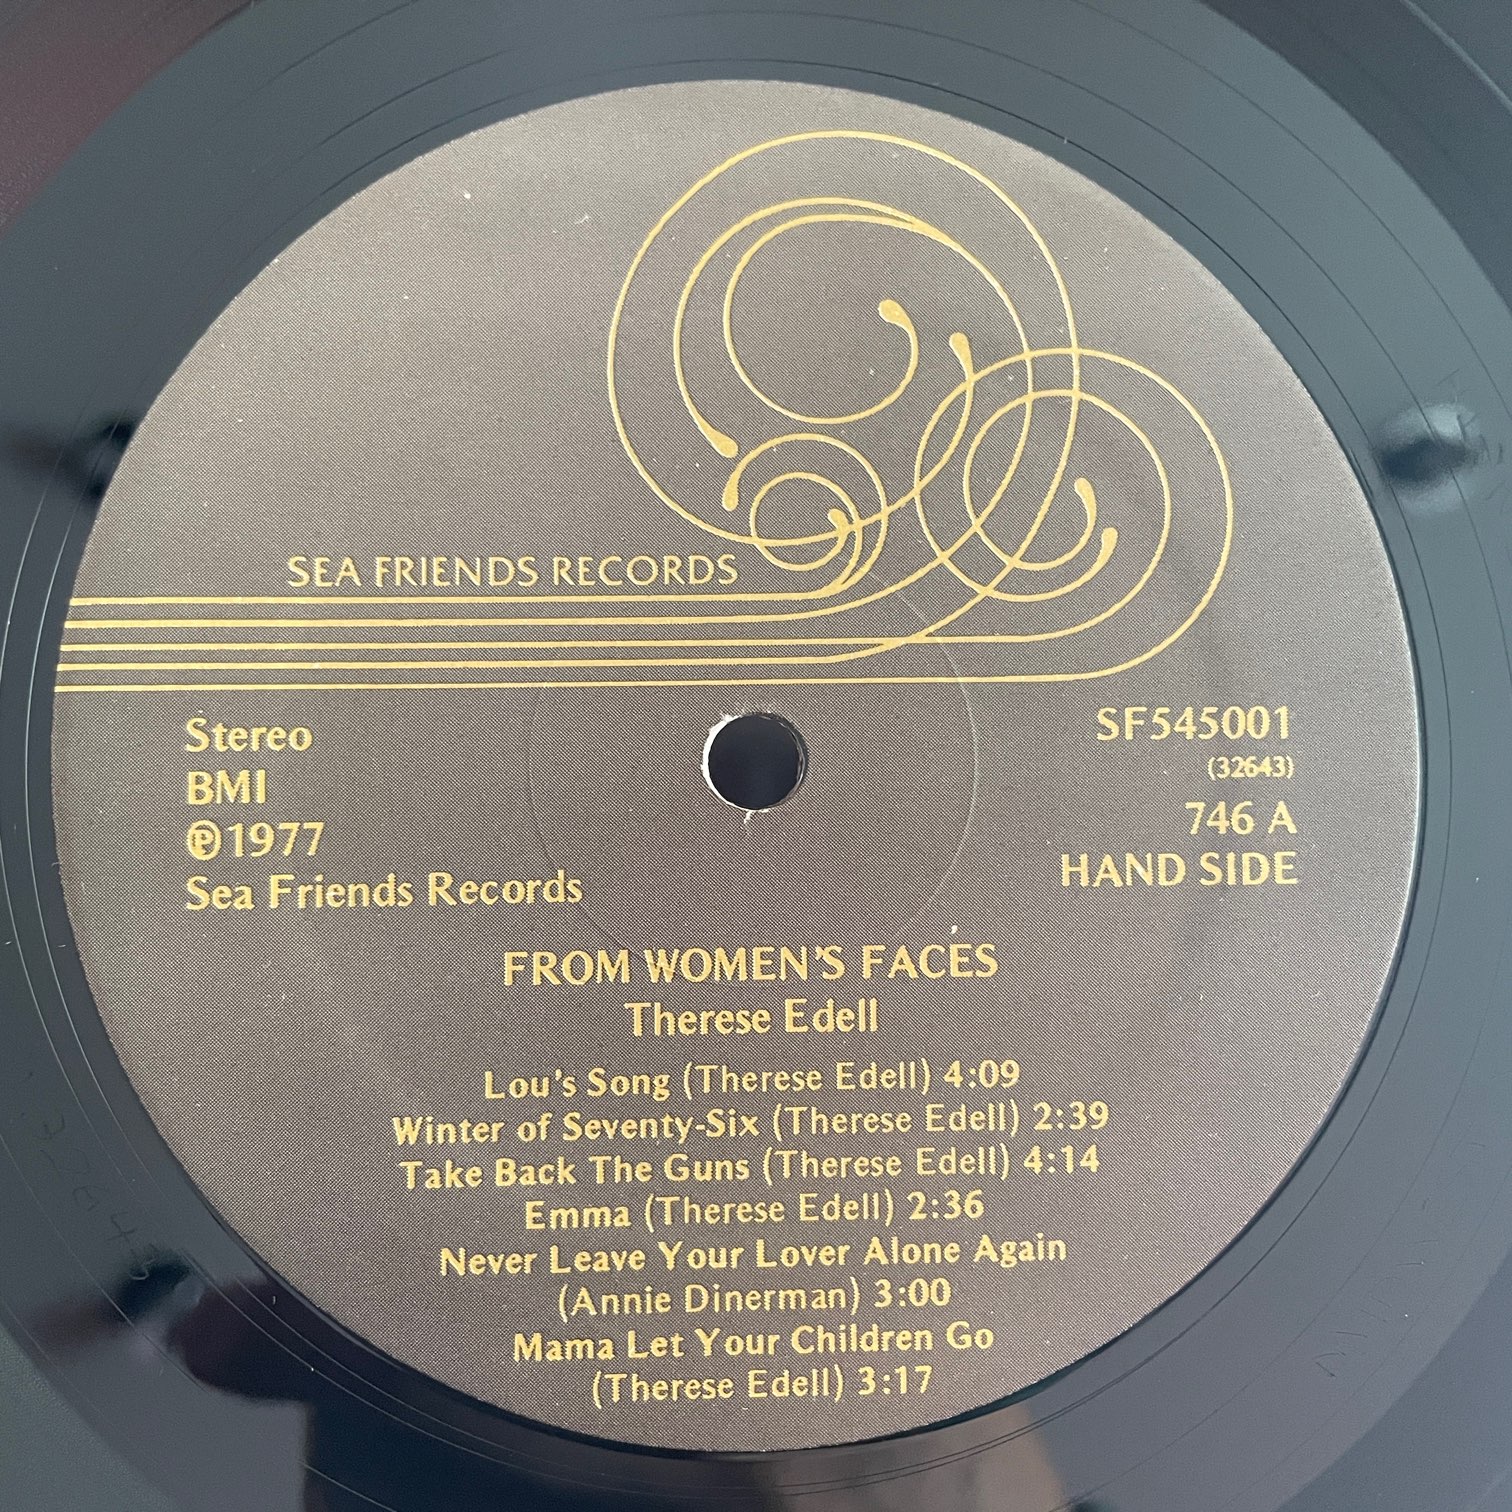 SEA FRIENDS RECORDS
Stereo
BMI
℗1977
Sea Friends Records
SF545001
(32643)
746 A
HAND SIDE
FROM WOMEN'S FACES
Therese Edell
Lou's Song (Therese Edell) 4:09
Winter of Seventy-Six (Therese Edell) 2:39
Take Back The Guns (Therese Edell) 4:14
Emma (Therese Edell) 2:36
Never Leave Your Lover Alone Again
(Annie Dinerman) 3:00
Mama Let Your Children Go
(Therese Edell) 3:17